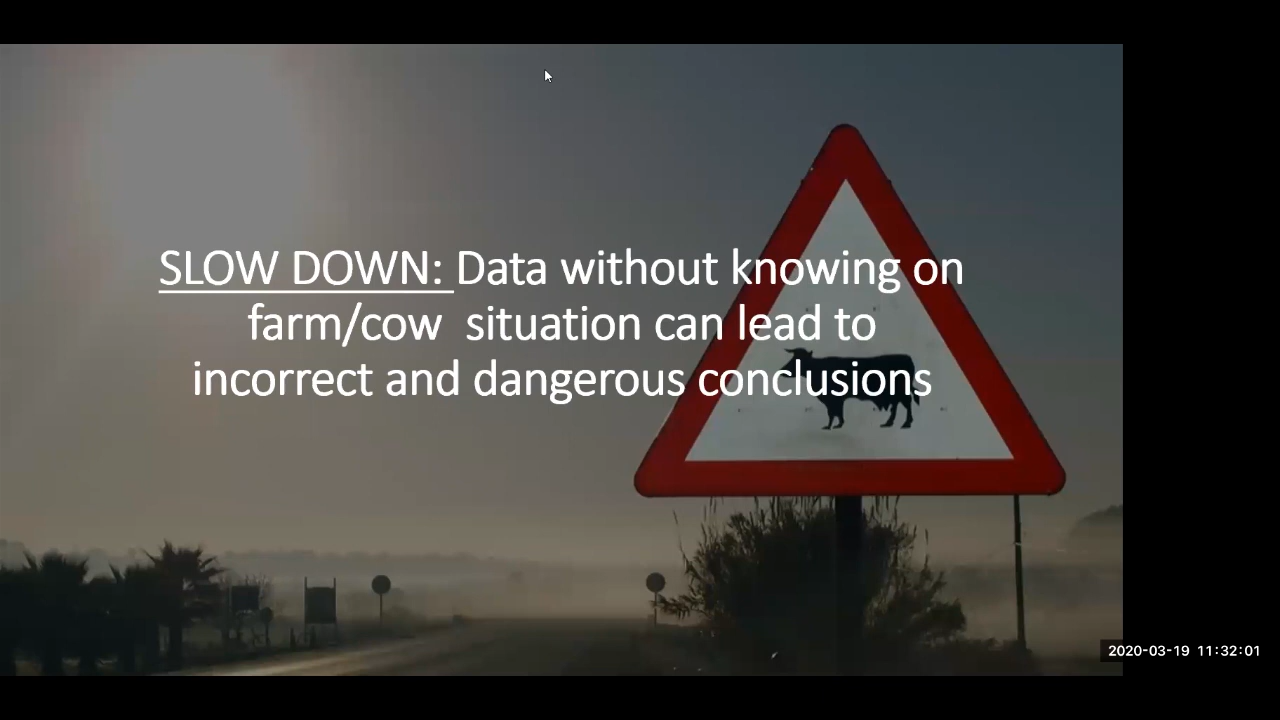 SLOW DOWN: Data without knowing on
farm/cow situation can lead to
incorrect and dangerous conclusions
2020-03-19 11:32:01